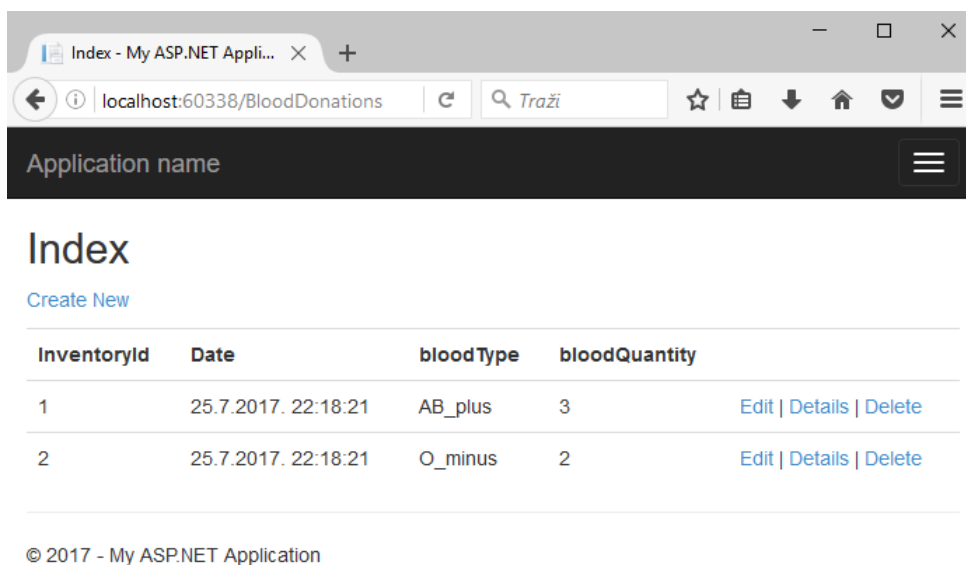 Index - My ASP.NET Appli...
localhost:60338/BloodDonations
Traži
Application name
Index
Create New
InventoryId Date bloodType bloodQuantity
1 25.7.2017. 22:18:21 AB_plus 3 Edit | Details | Delete
2 25.7.2017. 22:18:21 O_minus 2 Edit | Details | Delete
© 2017 - My ASP.NET Application